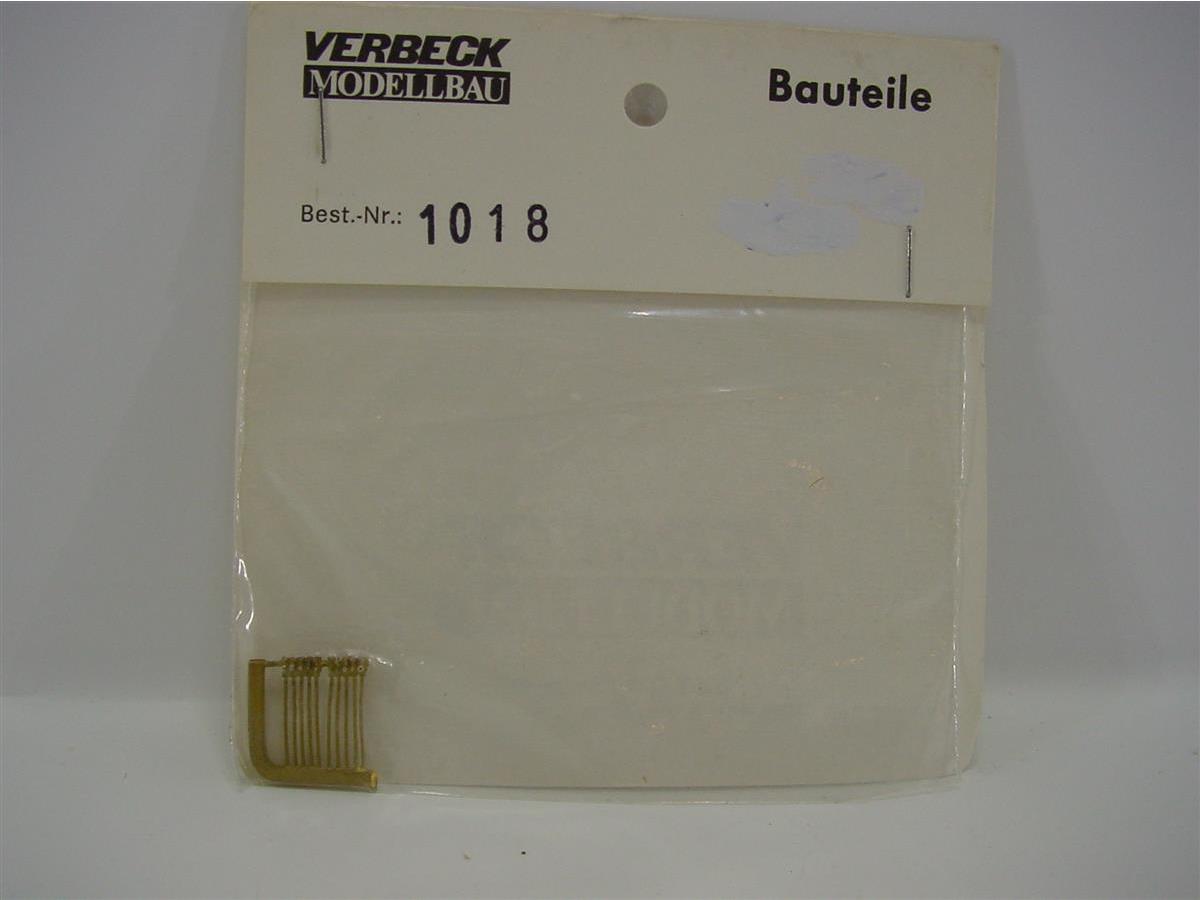 VERBECK
MODELLBAU
Bauteile
Best.-Nr.: 1018